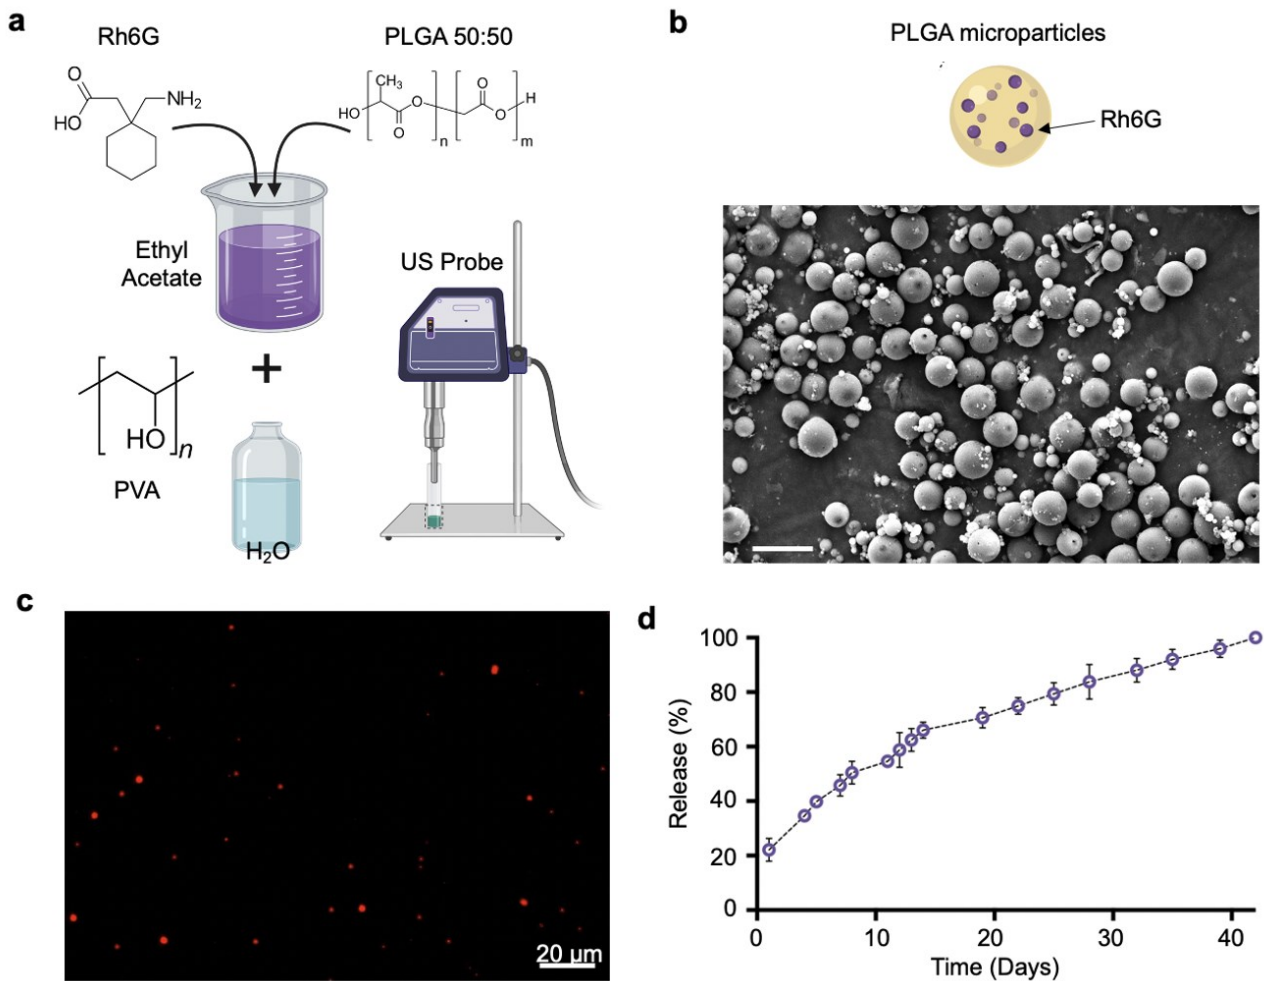 a
Rh6G
PLGA 50:50
O
HO
NH₂
HO
CH₃
O
O
n
O
O
H
m
Ethyl
Acetate
US Probe
HO
n
PVA
H₂O
b
PLGA microparticles
Rh6G
c
20 µm
d
Release (%)
100
80
60
40
20
0
0 10 20 30 40
Time (Days)